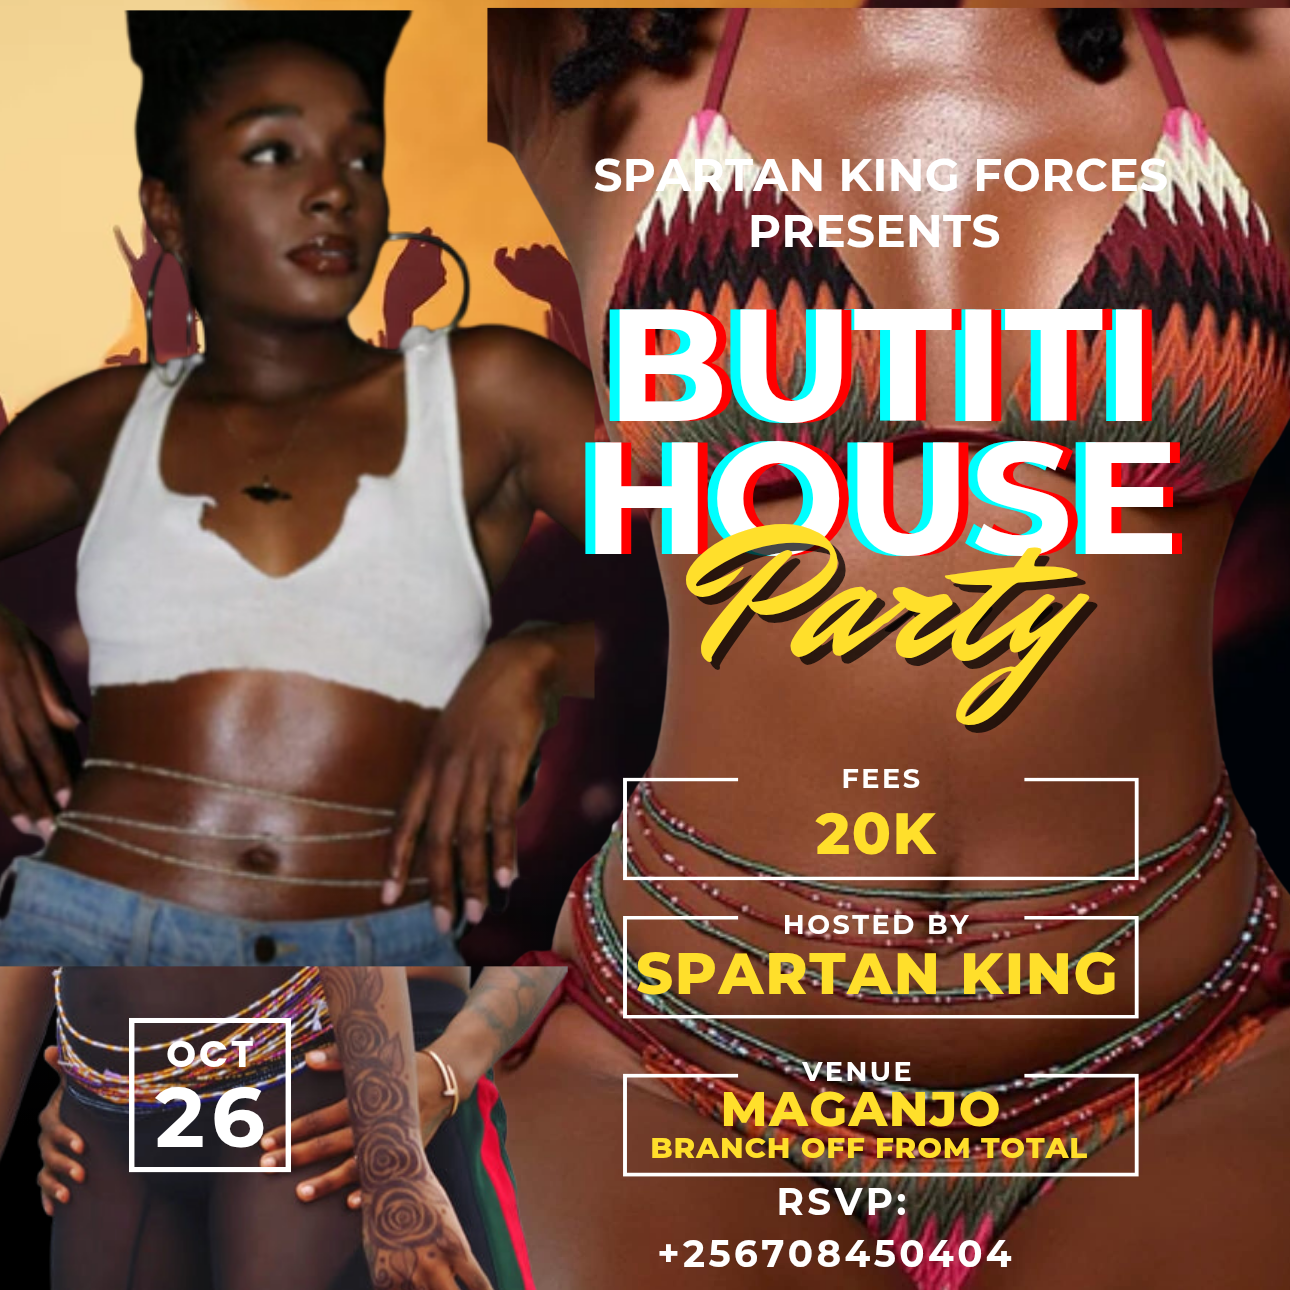 SPARTAN KING FORCES
PRESENTS
BUTITI
HOUSE
Party
FEES
20K
HOSTED BY
SPARTAN KING
VENUE
MAGANJO
BRANCH OFF FROM TOTAL
RSVP:
+256708450404
OCT
26